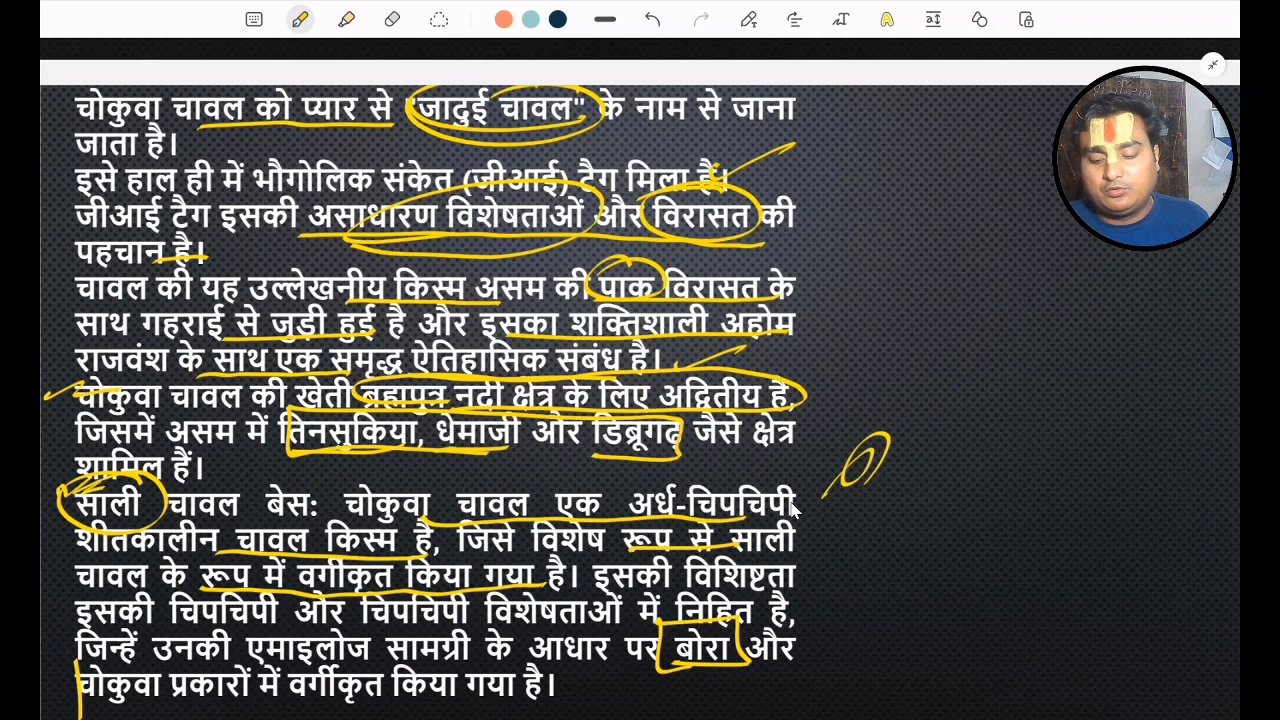 चोकुवा चावल को प्यार से "जादुई चावल" के नाम से जाना
जाता है।
इसे हाल ही में भौगोलिक संकेत (जीआई) टैग मिला है।
जीआई टैग इसकी असाधारण विशेषताओं और विरासत की
पहचान है।
चावल की यह उल्लेखनीय किस्म असम की पाक विरासत के
साथ गहराई से जुड़ी हुई है और इसका शक्तिशाली अहोम
राजवंश के साथ एक समृद्ध ऐतिहासिक संबंध है।
चोकुवा चावल की खेती ब्रह्मपुत्र नदी क्षेत्र के लिए अद्वितीय है,
जिसमें असम में तिनसुकिया, धेमाजी और डिब्रूगढ़ जैसे क्षेत्र
शामिल हैं।
साली चावल बेस: चोकुवा चावल एक अर्ध-चिपचिपी
शीतकालीन चावल किस्म है, जिसे विशेष रूप से साली
चावल के रूप में वर्गीकृत किया गया है। इसकी विशिष्टता
इसकी चिपचिपी और चिपचिपी विशेषताओं में निहित है,
जिन्हें उनकी एमाइलोज सामग्री के आधार पर बोरा और
चोकुवा प्रकारों में वर्गीकृत किया गया है।